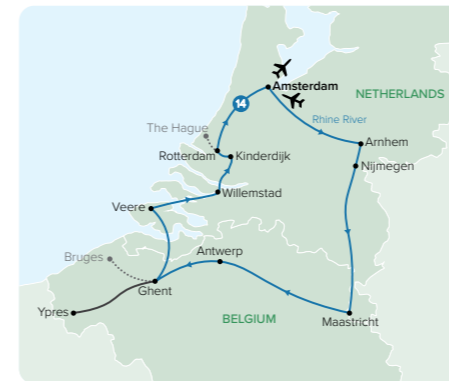 Amsterdam
14
NETHERLANDS
Rhine River
The Hague
Arnhem
Rotterdam
Kinderdijk
Nijmegen
Willemstad
Veere
Antwerp
Bruges
Ghent
Ypres
BELGIUM
Maastricht